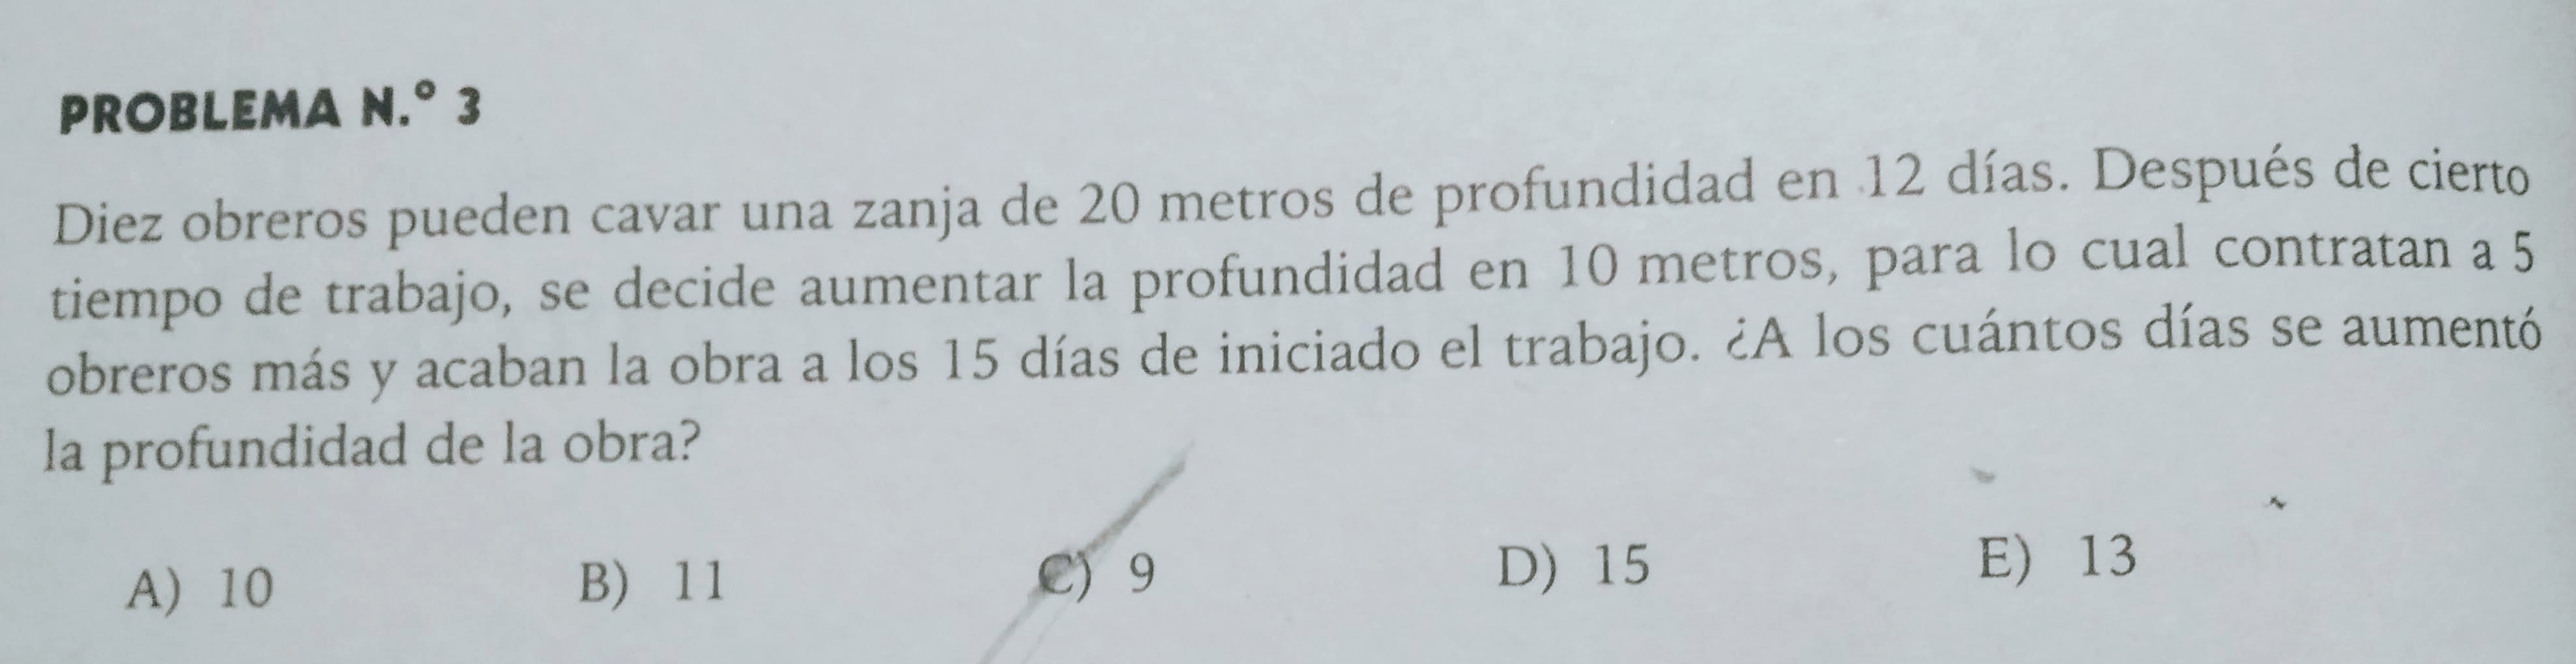 PROBLEMA N.º 3
Diez obreros pueden cavar una zanja de 20 metros de profundidad en 12 días. Después de cierto
tiempo de trabajo, se decide aumentar la profundidad en 10 metros, para lo cual contratan a 5
obreros más y acaban la obra a los 15 días de iniciado el trabajo. ¿A los cuántos días se aumentó
la profundidad de la obra?
A) 10 B) 11 C) 9 D) 15 E) 13